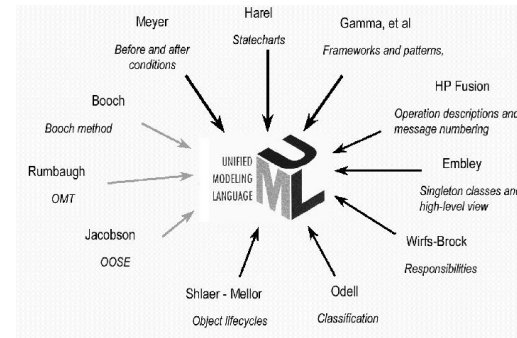 Meyer
Before and after
conditions
Harel
Statecharts
Gamma, et al
Frameworks and patterns,
HP Fusion
Operation descriptions and
message numbering
Embley
Singleton classes and
high-level view
Wirfs-Brock
Responsibilities
Odell
Classification
Shlaer - Mellor
Object lifecycles
Jacobson
OOSE
Rumbaugh
OMT
Booch
Booch method
UNIFIED
MODELING
LANGUAGE
UML